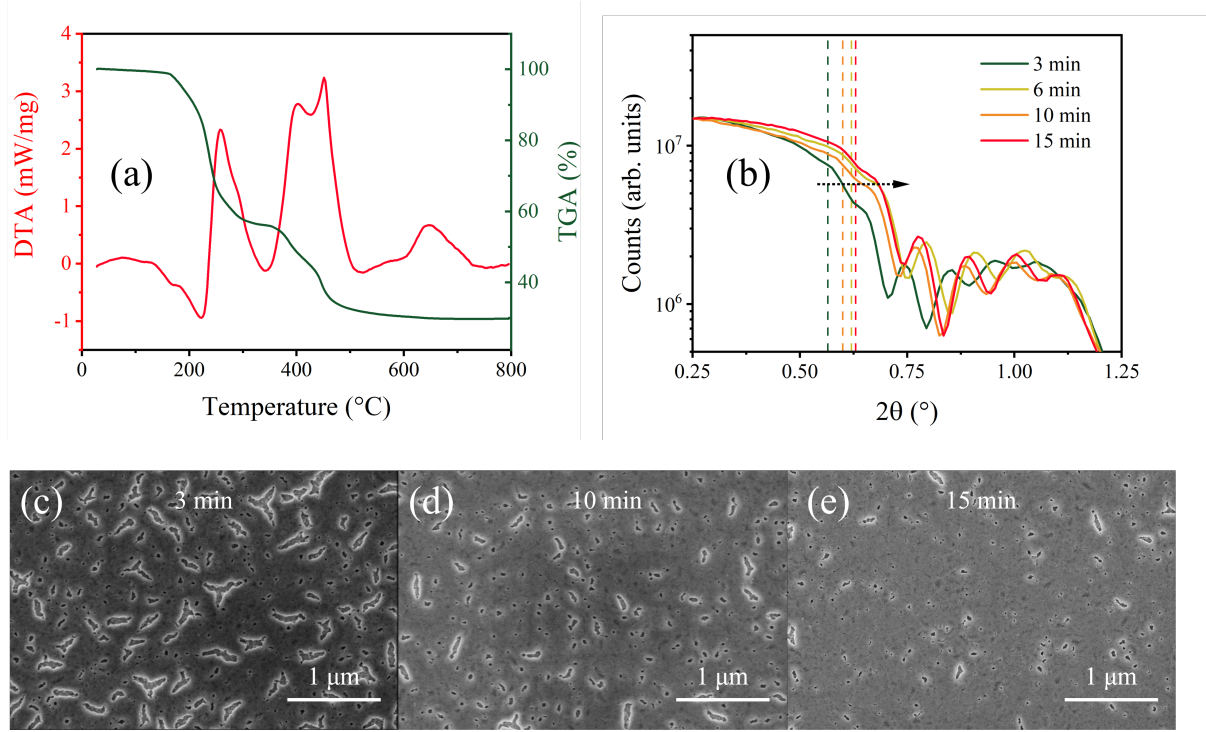 (a)
DTA (mW/mg)
4
3
2
1
0
-1
TGA (%)
100
80
60
40
0
200
400
600
800
Temperature (°C)
(b)
3 min
6 min
10 min
15 min
Counts (arb. units)
10⁷
10⁶
0.25
0.50
0.75
1.00
1.25
2θ (°)
(c)
3 min
1 μm
(d)
10 min
1 μm
(e)
15 min
1 μm